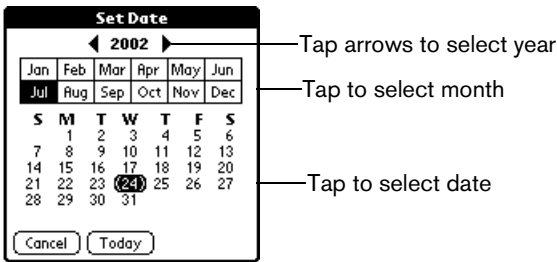 Set Date
2002
Tap arrows to select year
Jan Feb Mar Apr May Jun
Jul Aug Sep Oct Nov Dec
Tap to select month
S M T W T F S
1 2 3 4 5 6
7 8 9 10 11 12 13
14 15 16 17 18 19 20
21 22 23 24 25 26 27
Tap to select date
28 29 30 31
Cancel Today